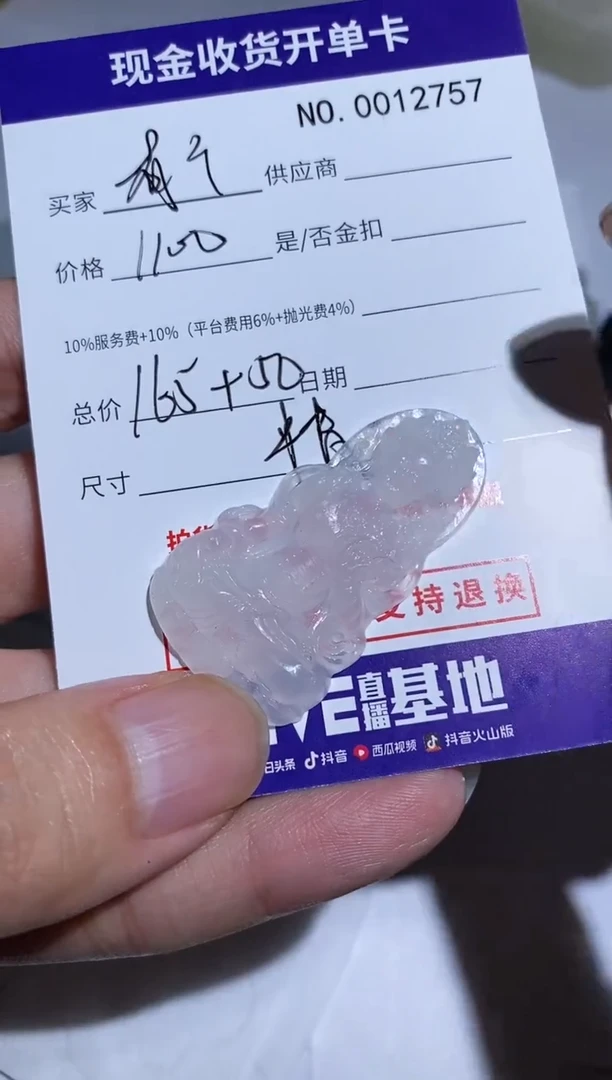 现金收货开单卡
NO. 0012757
买家 供应商
价格 1100 是/否金扣
10%服务费+10%（平台费用6%+抛光费4%）
总价 165+50 日期
尺寸
支持退换
直播基地
抖音 西瓜视频 抖音火山版